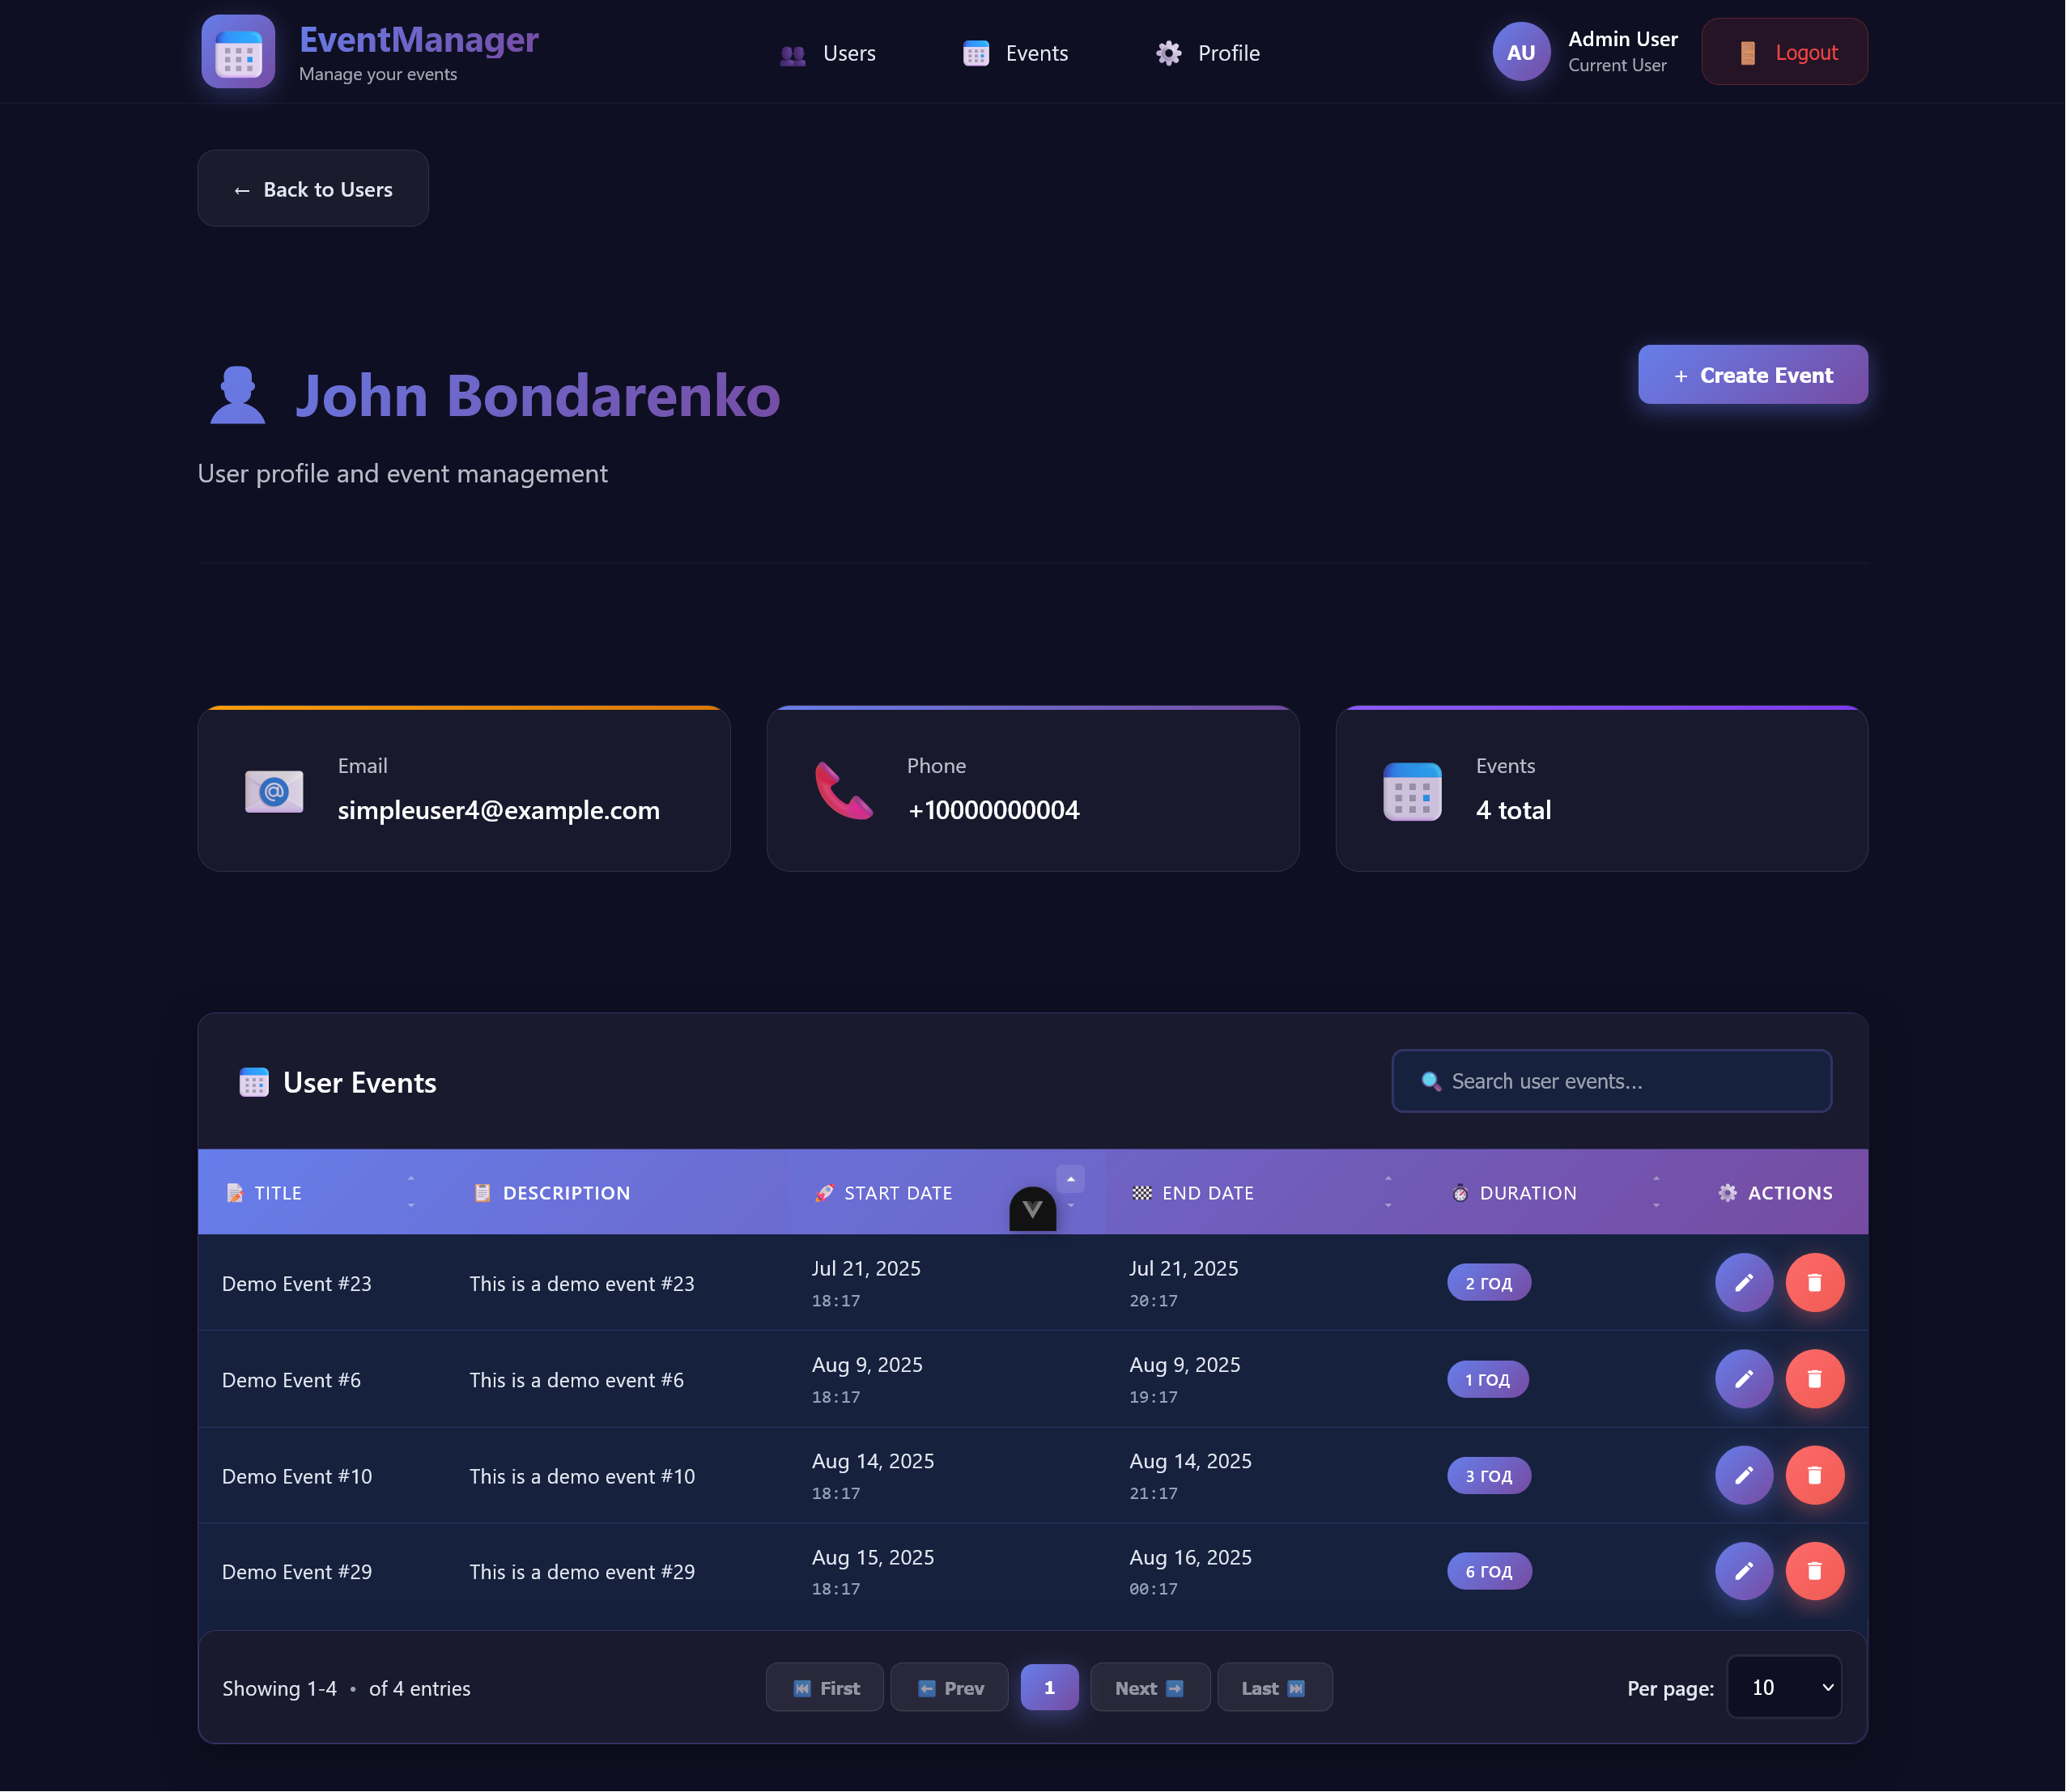 EventManager
Manage your events
Users
Events
Profile
AU
Admin User
Current User
Logout
← Back to Users
John Bondarenko
+ Create Event
User profile and event management
Email
simpleuser4@example.com
Phone
+10000000004
Events
4 total
User Events
Search user events...
TITLE DESCRIPTION START DATE END DATE DURATION ACTIONS
Demo Event #23 This is a demo event #23 Jul 21, 2025 Jul 21, 2025 2 ГОД
18:17 20:17
Demo Event #6 This is a demo event #6 Aug 9, 2025 Aug 9, 2025 1 ГОД
18:17 19:17
Demo Event #10 This is a demo event #10 Aug 14, 2025 Aug 14, 2025 3 ГОД
18:17 21:17
Demo Event #29 This is a demo event #29 Aug 15, 2025 Aug 16, 2025 6 ГОД
18:17 00:17
Showing 1-4 • of 4 entries
First Prev 1 Next Last
Per page: 10